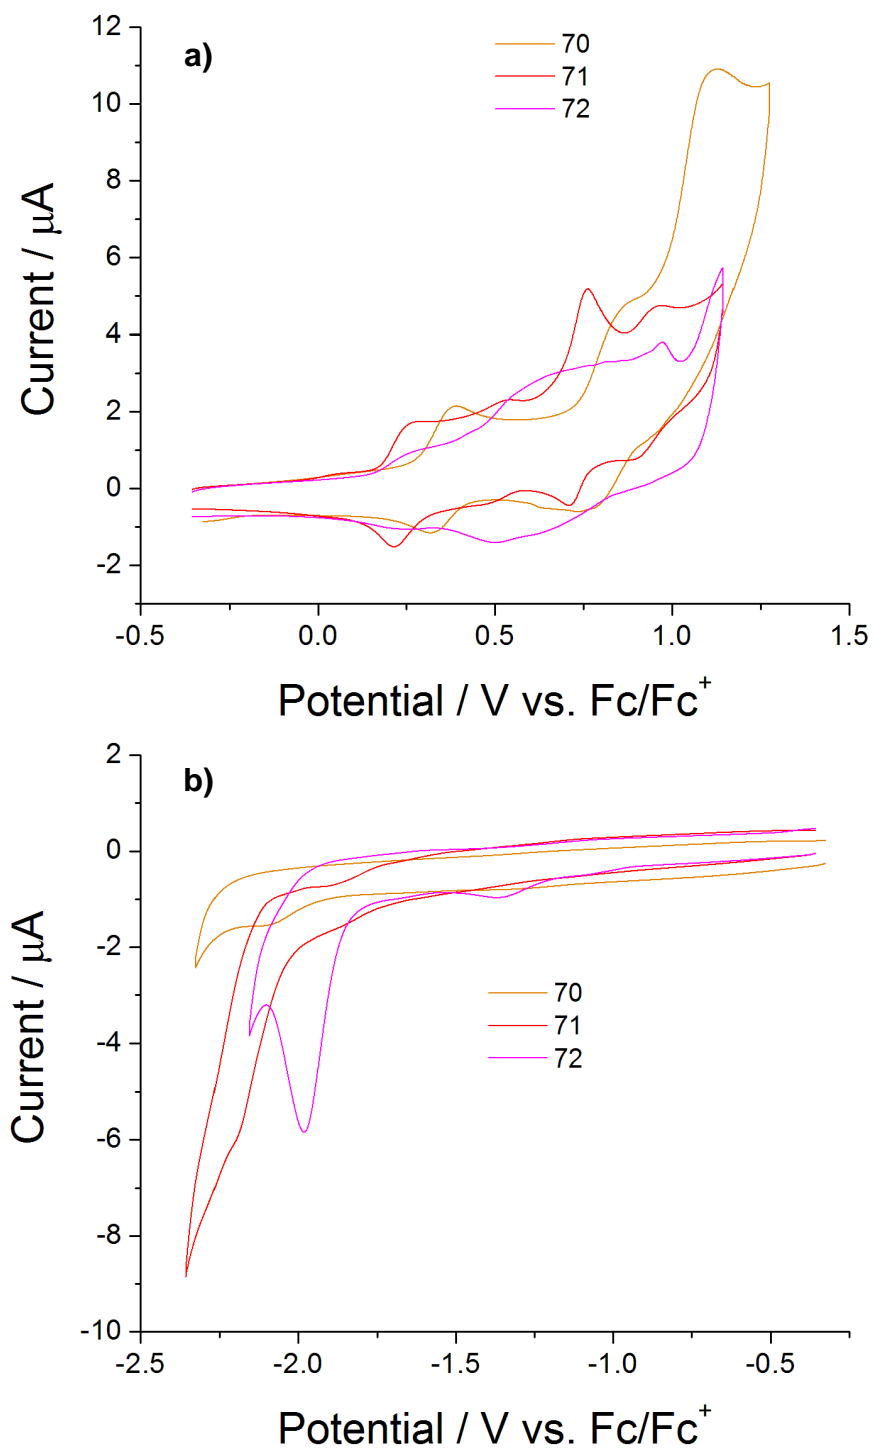 a)
70
71
72
12
10
8
6
4
2
0
-2
Current / μA
-0.5 0.0 0.5 1.0 1.5
Potential / V vs. Fc/Fc⁺
b)
2
0
-2
-4
-6
-8
-10
70
71
72
Current / μA
-2.5 -2.0 -1.5 -1.0 -0.5
Potential / V vs. Fc/Fc⁺